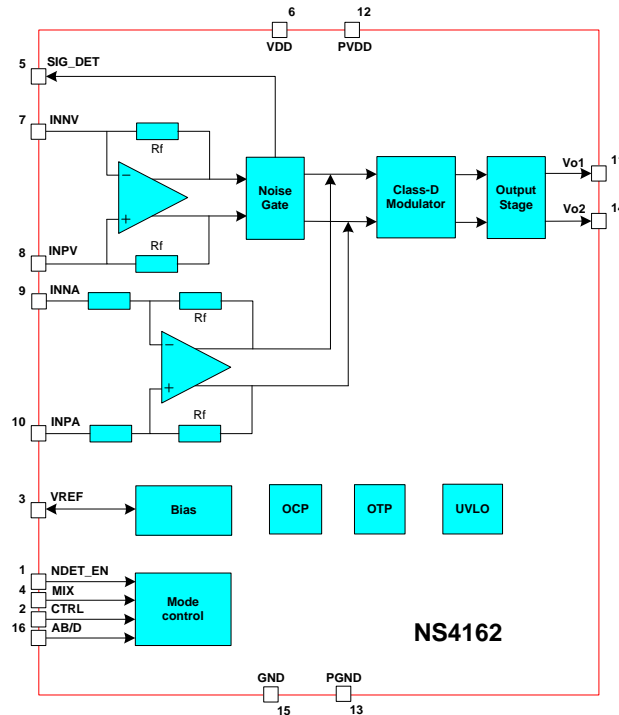 6
12
VDD
PVDD
5
SIG_DET
7
INNV
Rf
Noise
Gate
Class-D
Modulator
Output
Stage
Vo1
Vo2
14
8
INPV
Rf
9
INNA
Rf
10
INPA
Rf
3
VREF
Bias
OCP
OTP
UVLO
1
NDET_EN
4
MIX
2
CTRL
16
AB/D
Mode
control
NS4162
GND
PGND
15
13